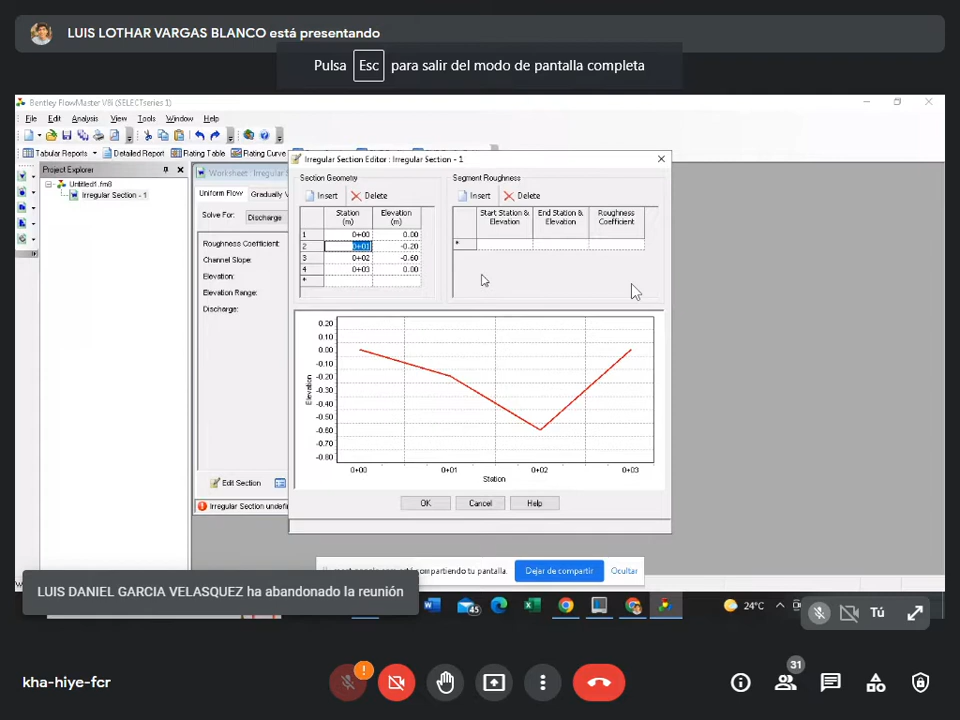 LUIS LOTHAR VARGAS BLANCO está presentando
Pulsa Esc para salir del modo de pantalla completa
Bentley FlowMaster V8i (SELECTseries 1)
File Edit Analysis View Tools Window Help
Tabular Reports Detailed Report Rating Table Rating Curve
Project Explorer
Untitled1.fm8
Irregular Section - 1
Worksheet : Irregular S
Uniform Flow Gradually
Solve For: Discharge
Roughness Coefficient:
Channel Slope:
Elevation:
Elevation Range:
Discharge:
Edit Section
Irregular Section undefi
Irregular Section Editor : Irregular Section - 1
Section Geometry
Insert Delete
Station (m) Elevation (m)
1 0+00 0.00
2 0+01 -0.20
3 0+02 -0.60
4 0+03 0.00
*
Segment Roughness
Insert Delete
Start Station & Elevation End Station & Elevation Roughness Coefficient
*
0.20
0.10
0.00
-0.10
-0.20
-0.30
-0.40
-0.50
-0.60
-0.70
-0.80
Elevation
0+00 0+01 0+02 0+03
Station
OK Cancel Help
compartiendo tu pantalla. Dejar de compartir Ocultar
LUIS DANIEL GARCIA VELASQUEZ ha abandonado la reunión
45
24°C
Tú
kha-hiye-fcr
31